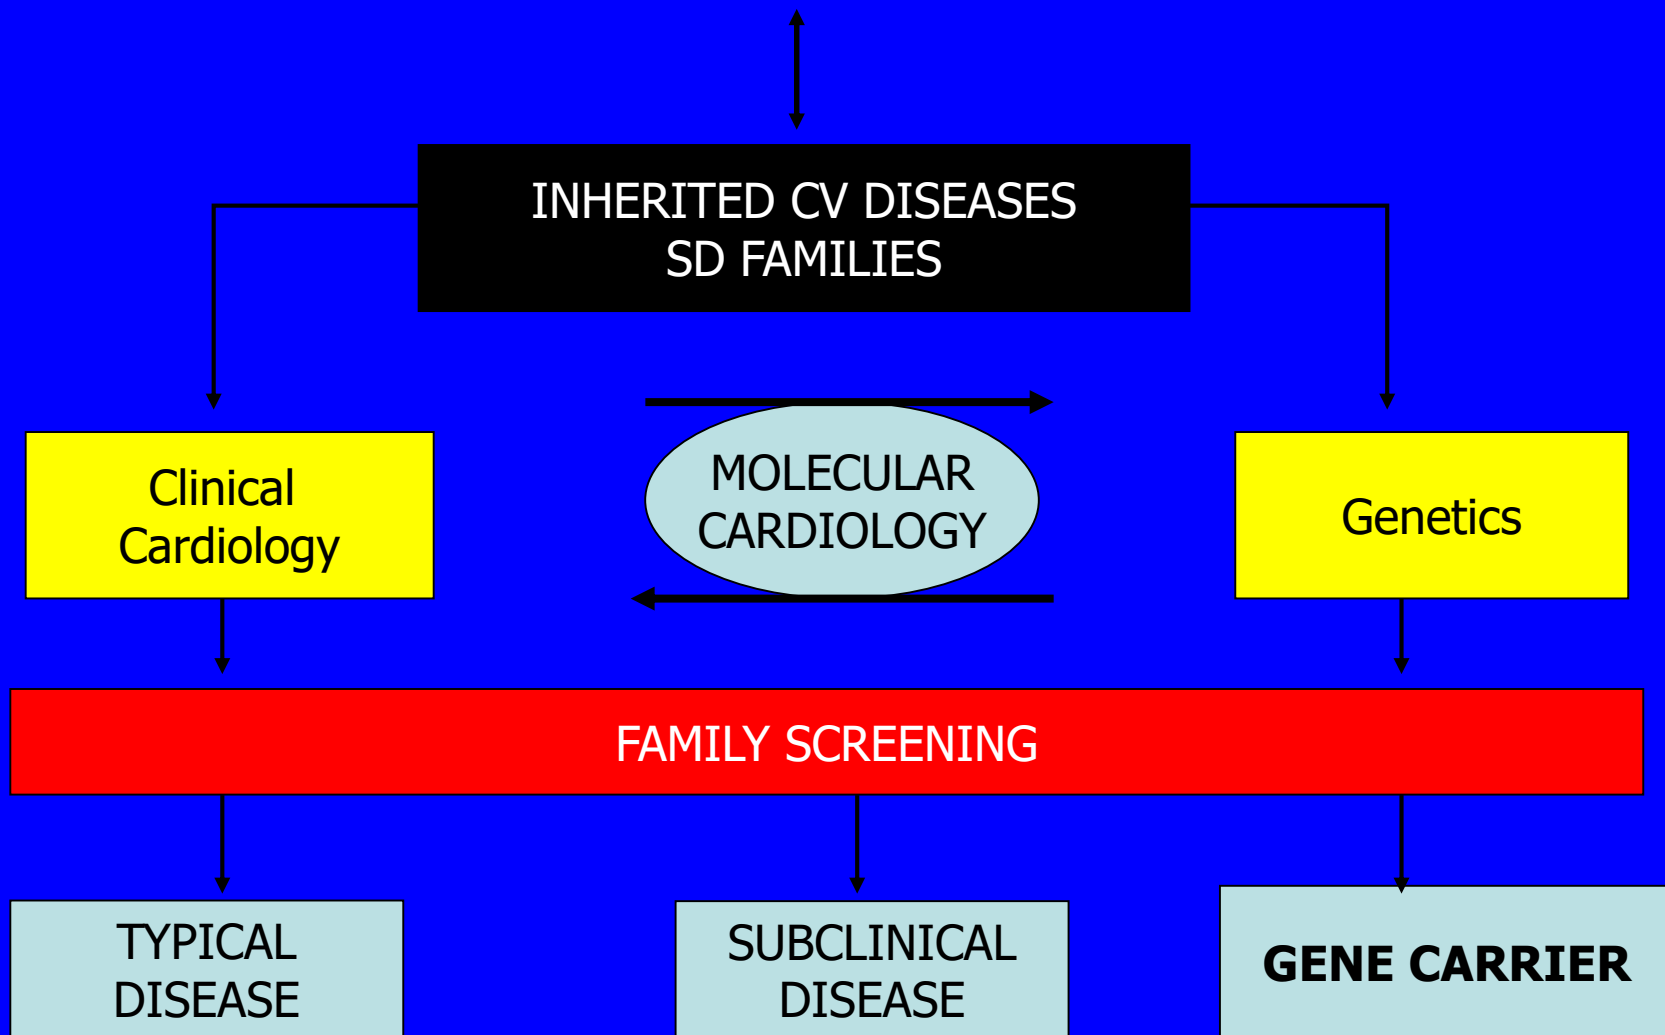 INHERITED CV DISEASES
SD FAMILIES
Clinical
Cardiology
MOLECULAR
CARDIOLOGY
Genetics
FAMILY SCREENING
TYPICAL
DISEASE
SUBCLINICAL
DISEASE
GENE CARRIER